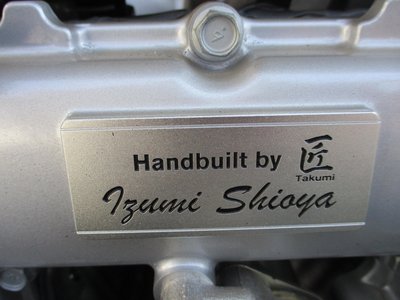 Handbuilt by 匠
Takumi
Izumi Shioya